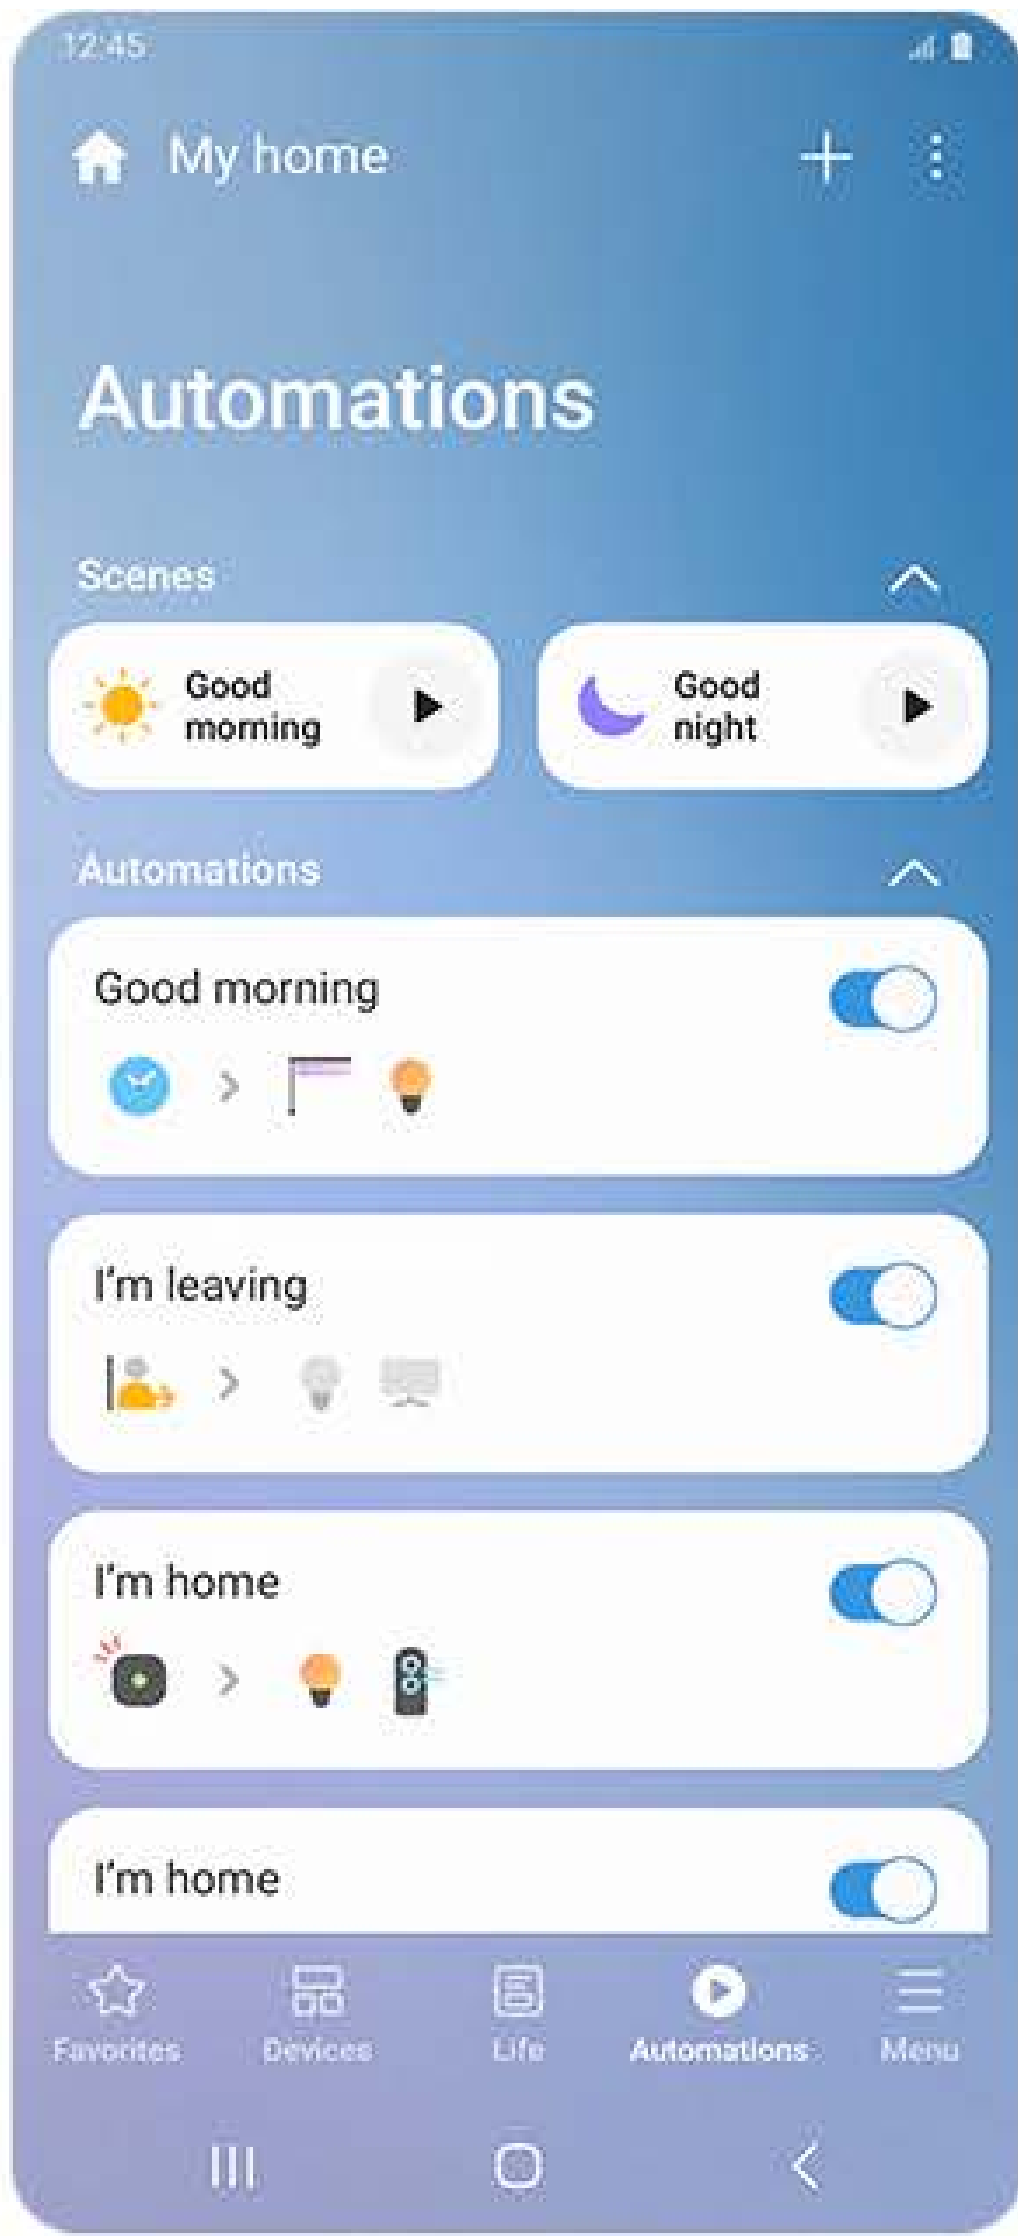 12:45
My home
Automations
Scenes
Good
morning
Good
night
Automations
Good morning
I'm leaving
I'm home
I'm home
Favorites
Devices
Life
Automations
Menu